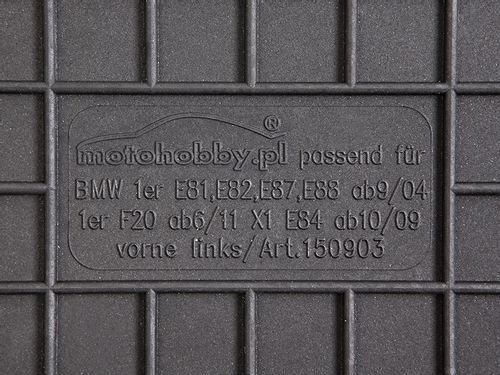 motohobby.pl® passend für
BMW 1er E81,E82,E87,E88 ab9/04
1er F20 ab6/11 X1 E84 ab10/09
vorne links/Art.150903